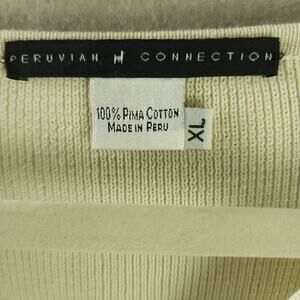 PERUVIAN CONNECTION
100% PIMA COTTON
MADE IN PERU
XL